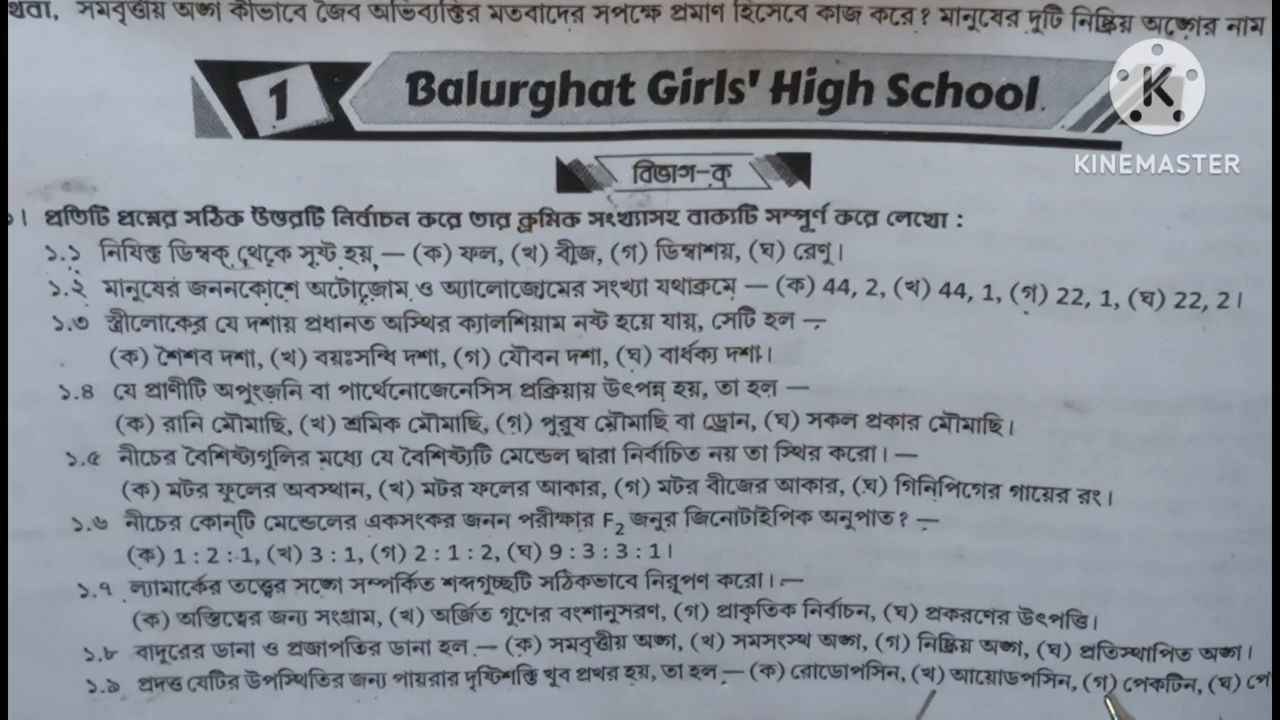 থবা, সমবৃত্তীয় অঙ্গ কীভাবে জৈব অভিব্যক্তির মতবাদের সপক্ষে প্রমাণ হিসেবে কাজ করে? মানুষের দুটি নিষ্ক্রিয় অঙ্গের নাম
1 Balurghat Girls' High School
KINEMASTER
বিভাগ-ক
১। প্রতিটি প্রশ্নের সঠিক উত্তরটি নির্বাচন করে তার ক্রমিক সংখ্যাসহ বাক্যটি সম্পূর্ণ করে লেখো :
১.১ নিষিক্ত ডিম্বক থেকে সৃষ্ট হয় — (ক) ফল, (খ) বীজ, (গ) ডিম্বাশয়, (ঘ) রেণু।
১.২ মানুষের জননকোশে অটোজোম ও অ্যালোজোমের সংখ্যা যথাক্রমে — (ক) 44, 2, (খ) 44, 1, (গ) 22, 1, (ঘ) 22, 2।
১.৩ স্ত্রীলোকের যে দশায় প্রধানত অস্থির ক্যালশিয়াম নষ্ট হয়ে যায়, সেটি হল —
(ক) শৈশব দশা, (খ) বয়ঃসন্ধি দশা, (গ) যৌবন দশা, (ঘ) বার্ধক্য দশা।
১.৪ যে প্রাণীটি অপুংজনি বা পার্থেনোজেনেসিস প্রক্রিয়ায় উৎপন্ন হয়, তা হল —
(ক) রানি মৌমাছি, (খ) শ্রমিক মৌমাছি, (গ) পুরুষ মৌমাছি বা ড্রোন, (ঘ) সকল প্রকার মৌমাছি।
১.৫ নীচের বৈশিষ্ট্যগুলির মধ্যে যে বৈশিষ্ট্যটি মেন্ডেল দ্বারা নির্বাচিত নয় তা স্থির করো। —
(ক) মটর ফুলের অবস্থান, (খ) মটর ফলের আকার, (গ) মটর বীজের আকার, (ঘ) গিনিপিগের গায়ের রং।
১.৬ নীচের কোন্‌টি মেন্ডেলের একসংকর জনন পরীক্ষার F₂ জনুর জিনোটাইপিক অনুপাত? —
(ক) 1 : 2 : 1, (খ) 3 : 1, (গ) 2 : 1 : 2, (ঘ) 9 : 3 : 3 : 1।
১.৭ ল্যামার্কের তত্ত্বের সঙ্গে সম্পর্কিত শব্দগুচ্ছটি সঠিকভাবে নিরূপণ করো। —
(ক) অস্তিত্বের জন্য সংগ্রাম, (খ) অর্জিত গুণের বংশানুসরণ, (গ) প্রাকৃতিক নির্বাচন, (ঘ) প্রকরণের উৎপত্তি।
১.৮ বাদুরের ডানা ও প্রজাপতির ডানা হল — (ক) সমবৃত্তীয় অঙ্গ, (খ) সমসংস্থ অঙ্গ, (গ) নিষ্ক্রিয় অঙ্গ, (ঘ) প্রতিস্থাপিত অঙ্গ।
১.৯ প্রদত্ত যেটির উপস্থিতির জন্য পায়রার দৃষ্টিশক্তি খুব প্রখর হয়, তা হল — (ক) রোডোপসিন, (খ) আয়োডপসিন, (গ) পেকটিন, (ঘ) পে